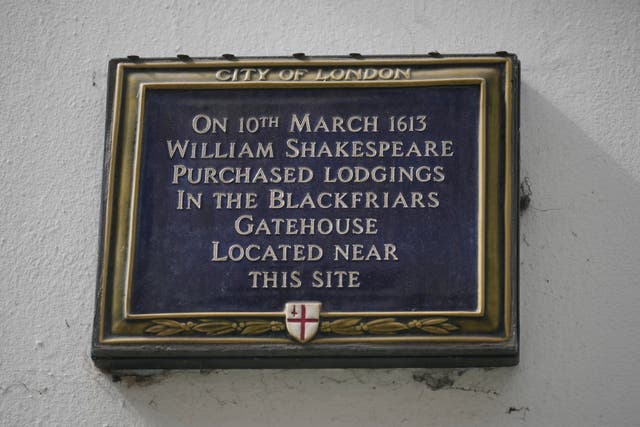 CITY OF LONDON
ON 10TH MARCH 1613
WILLIAM SHAKESPEARE
PURCHASED LODGINGS
IN THE BLACKFRIARS
GATEHOUSE
LOCATED NEAR
THIS SITE